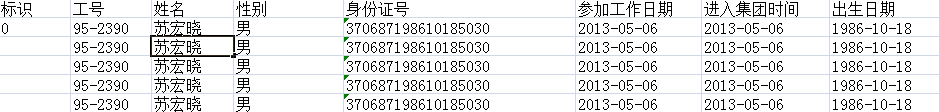 标识 工号 姓名 性别 身份证号 参加工作日期 进入集团时间 出生日期
0 95-2390 苏宏晓 男 370687198610185030 2013-05-06 2013-05-06 1986-10-18
95-2390 苏宏晓 男 370687198610185030 2013-05-06 2013-05-06 1986-10-18
95-2390 苏宏晓 男 370687198610185030 2013-05-06 2013-05-06 1986-10-18
95-2390 苏宏晓 男 370687198610185030 2013-05-06 2013-05-06 1986-10-18
95-2390 苏宏晓 男 370687198610185030 2013-05-06 2013-05-06 1986-10-18